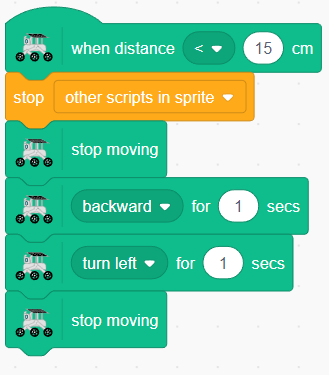 when distance < 15 cm
stop other scripts in sprite
stop moving
backward for 1 secs
turn left for 1 secs
stop moving